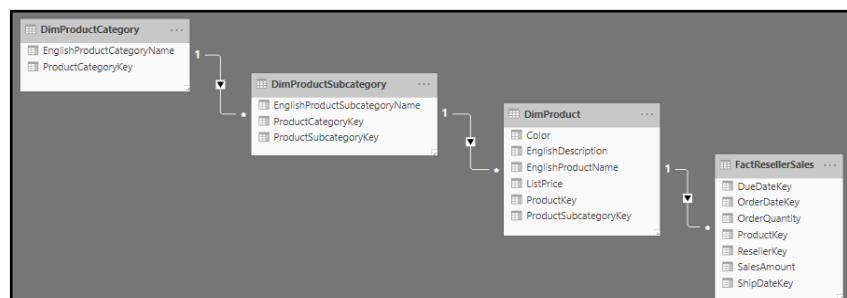 DimProductCategory ...
EnglishProductCategoryName
ProductCategoryKey
1
*
DimProductSubcategory ...
EnglishProductSubcategoryName
ProductCategoryKey
ProductSubcategoryKey
1
*
DimProduct ...
Color
EnglishDescription
EnglishProductName
ListPrice
ProductKey
ProductSubcategoryKey
1
*
FactResellerSales ...
DueDateKey
OrderDateKey
OrderQuantity
ProductKey
ResellerKey
SalesAmount
ShipDateKey